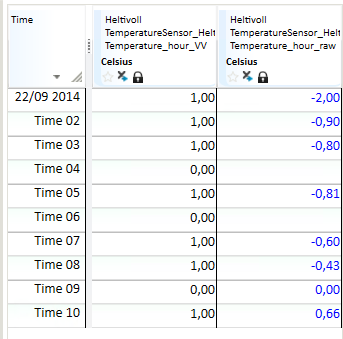 Time
Heltivoll
TemperatureSensor_Helt
Temperature_hour_VV
Celsius
Heltivoll
TemperatureSensor_Helt
Temperature_hour_raw
Celsius
22/09 2014 1,00 -2,00
Time 02 1,00 -0,90
Time 03 1,00 -0,80
Time 04 0,00
Time 05 1,00 -0,81
Time 06 0,00
Time 07 1,00 -0,60
Time 08 1,00 -0,43
Time 09 0,00 0,00
Time 10 1,00 0,66